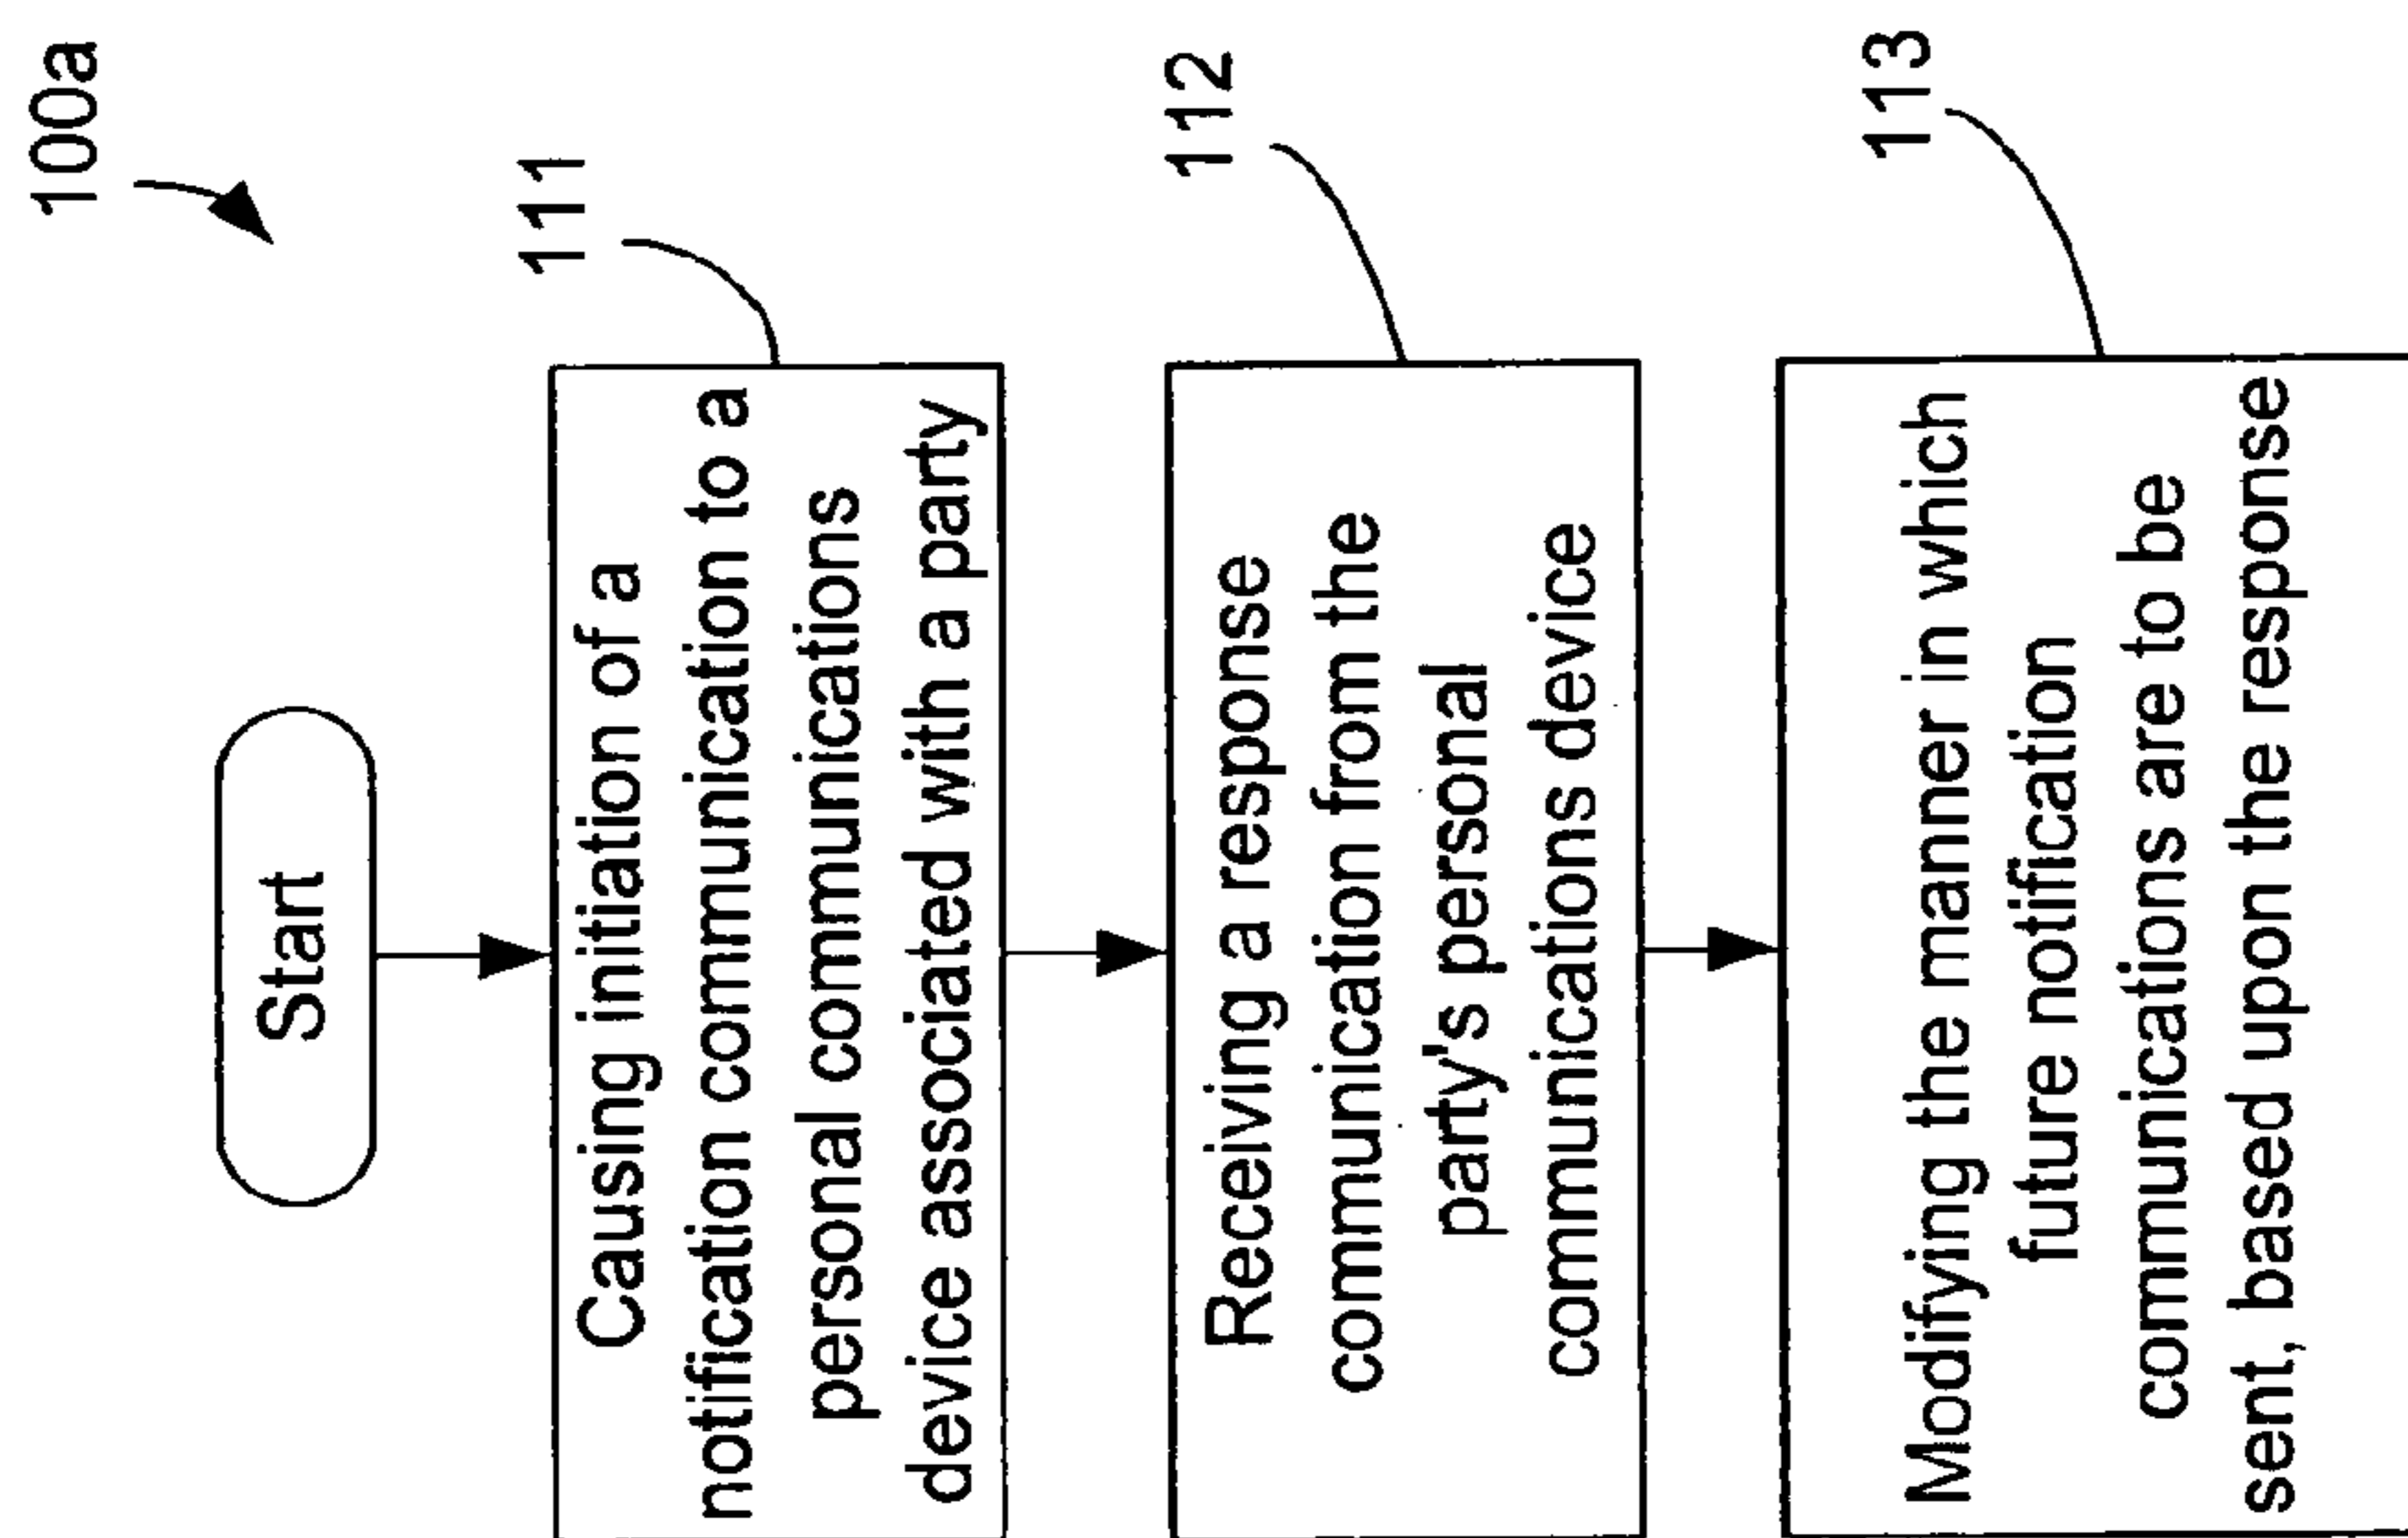 100a
Start
111
Causing initiation of a
notification communication to a
personal communications
device associated with a party
112
Receiving a response
communication from the
party's personal
communications device
113
Modifying the manner in which
future notification
communications are to be
sent, based upon the response